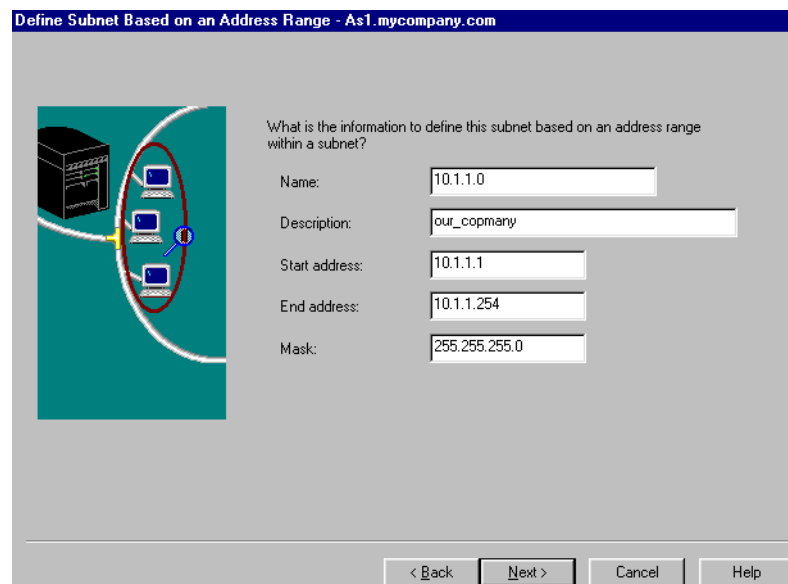 Define Subnet Based on an Address Range - As1.mycompany.com
What is the information to define this subnet based on an address range
within a subnet?
Name: 10.1.1.0
Description: our_copmany
Start address: 10.1.1.1
End address: 10.1.1.254
Mask: 255.255.255.0
< Back Next > Cancel Help